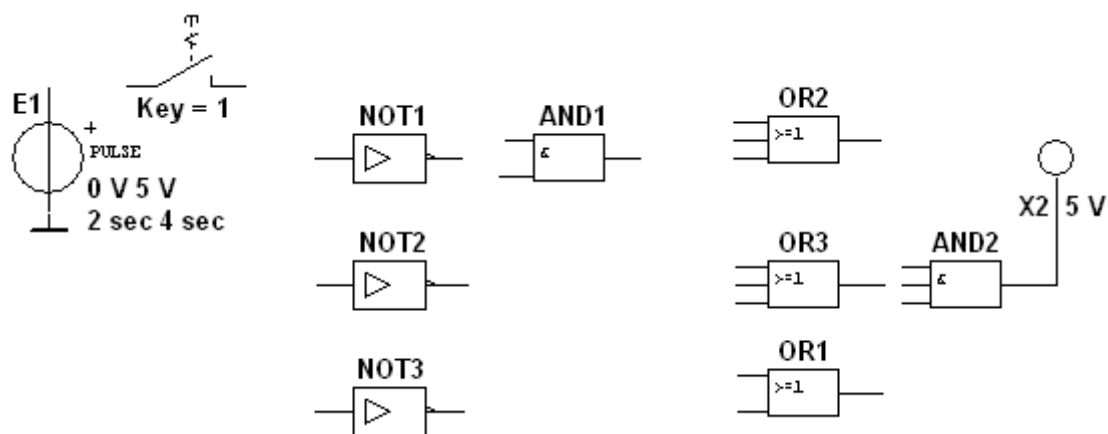 E1
+
PULSE
0 V 5 V
2 sec 4 sec
Key = 1
NOT1
AND1
&
OR2
>=1
X2 5 V
NOT2
OR3
>=1
AND2
&
NOT3
OR1
>=1